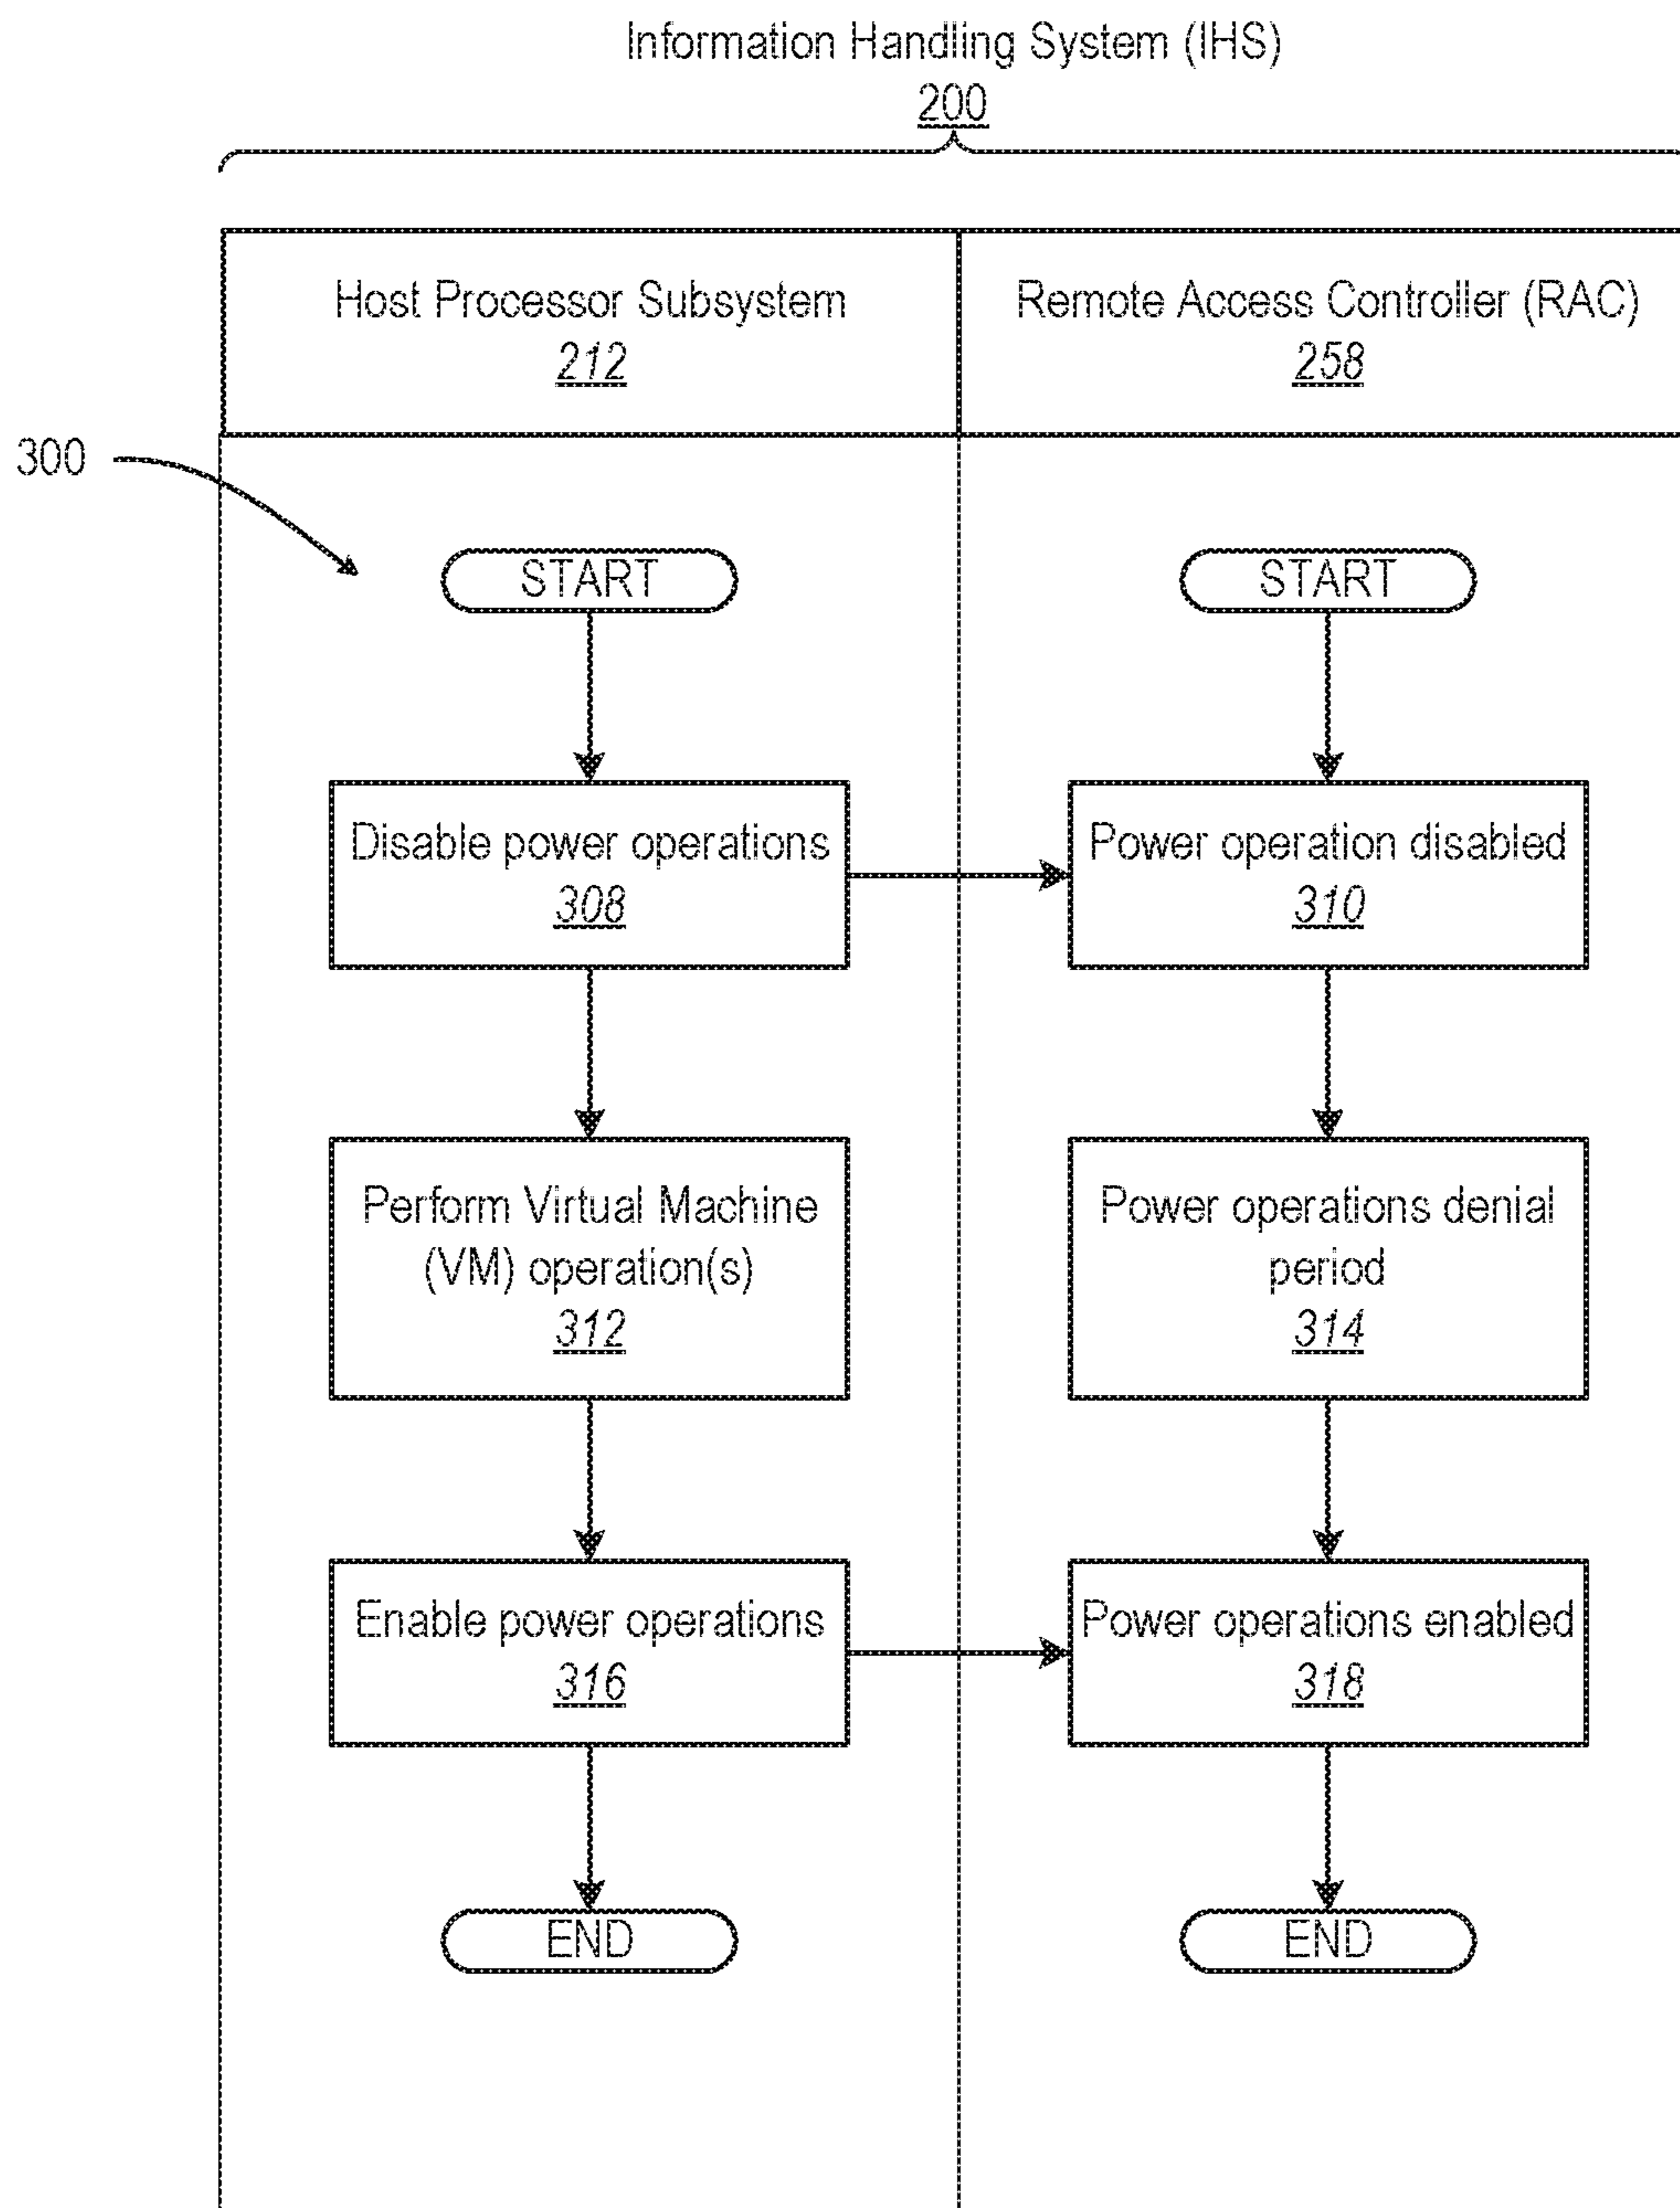 Information Handling System (IHS)
200
Host Processor Subsystem
212
Remote Access Controller (RAC)
258
300
START
START
Disable power operations
308
Power operation disabled
310
Perform Virtual Machine
(VM) operation(s)
312
Power operations denial
period
314
Enable power operations
316
Power operations enabled
318
END
END